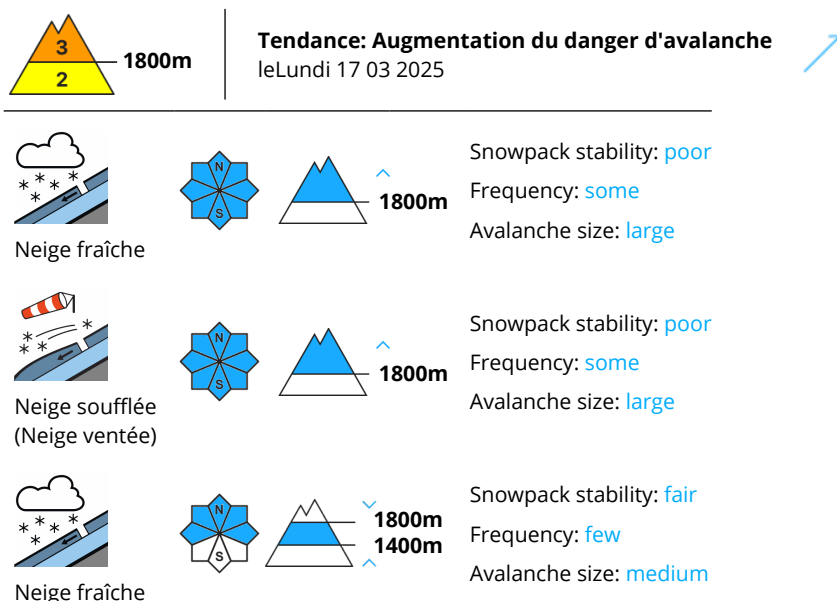 3
1800m
2
Tendance: Augmentation du danger d'avalanche
leLundi 17 03 2025
Neige fraîche
N
S
1800m
Snowpack stability: poor
Frequency: some
Avalanche size: large
Neige soufflée
(Neige ventée)
N
S
1800m
Snowpack stability: poor
Frequency: some
Avalanche size: large
Neige fraîche
N
S
1800m
1400m
Snowpack stability: fair
Frequency: few
Avalanche size: medium